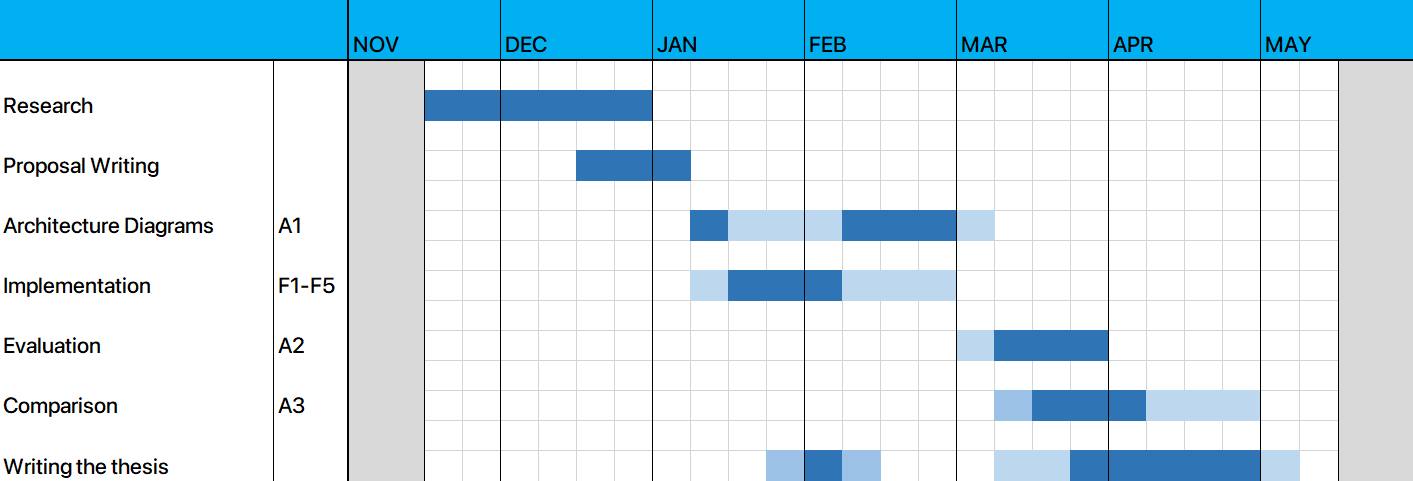 NOV DEC JAN FEB MAR APR MAY
Research
Proposal Writing
Architecture Diagrams A1
Implementation F1-F5
Evaluation A2
Comparison A3
Writing the thesis